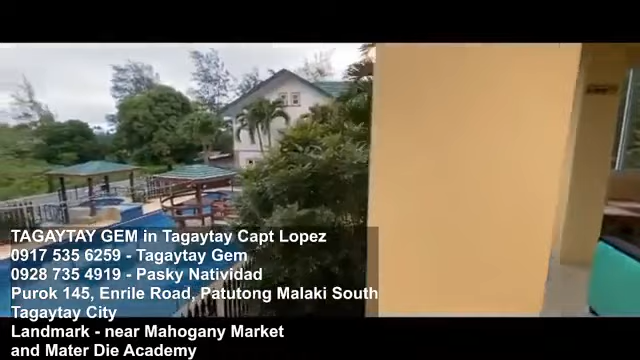 TAGAYTAY GEM in Tagaytay Capt Lopez
0917 535 6259 - Tagaytay Gem
0928 735 4919 - Pasky Natividad
Purok 145, Enrile Road, Patutong Malaki South
Tagaytay City
Landmark - near Mahogany Market
and Mater Die Academy